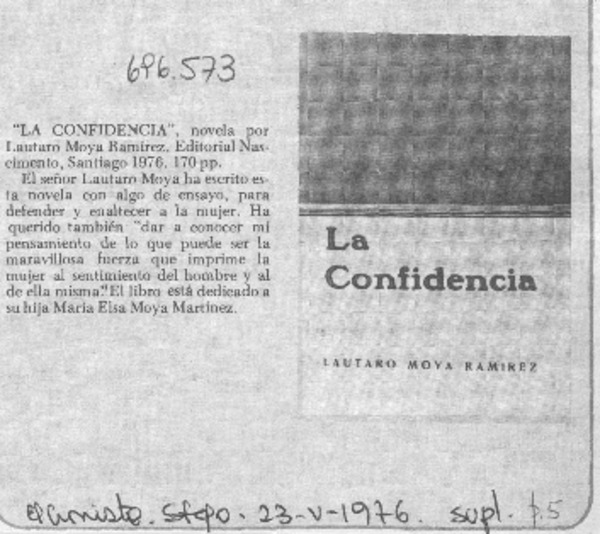 696.573
"LA CONFIDENCIA", novela por
Lautaro Moya Ramírez. Editorial Nas-
cimento, Santiago 1976. 170 pp.
El señor Lautaro Moya ha escrito es-
ta novela con algo de ensayo, para
defender y enaltecer a la mujer. Ha
querido también "dar a conocer mi
pensamiento de lo que puede ser la
maravillosa fuerza que imprime la
mujer al sentimiento del hombre y al
de ella misma". El libro está dedicado a
su hija María Elsa Moya Martínez.
La
Confidencia
LAUTARO MOYA RAMIREZ
Stgo. 23-V-1976. supl. p.5